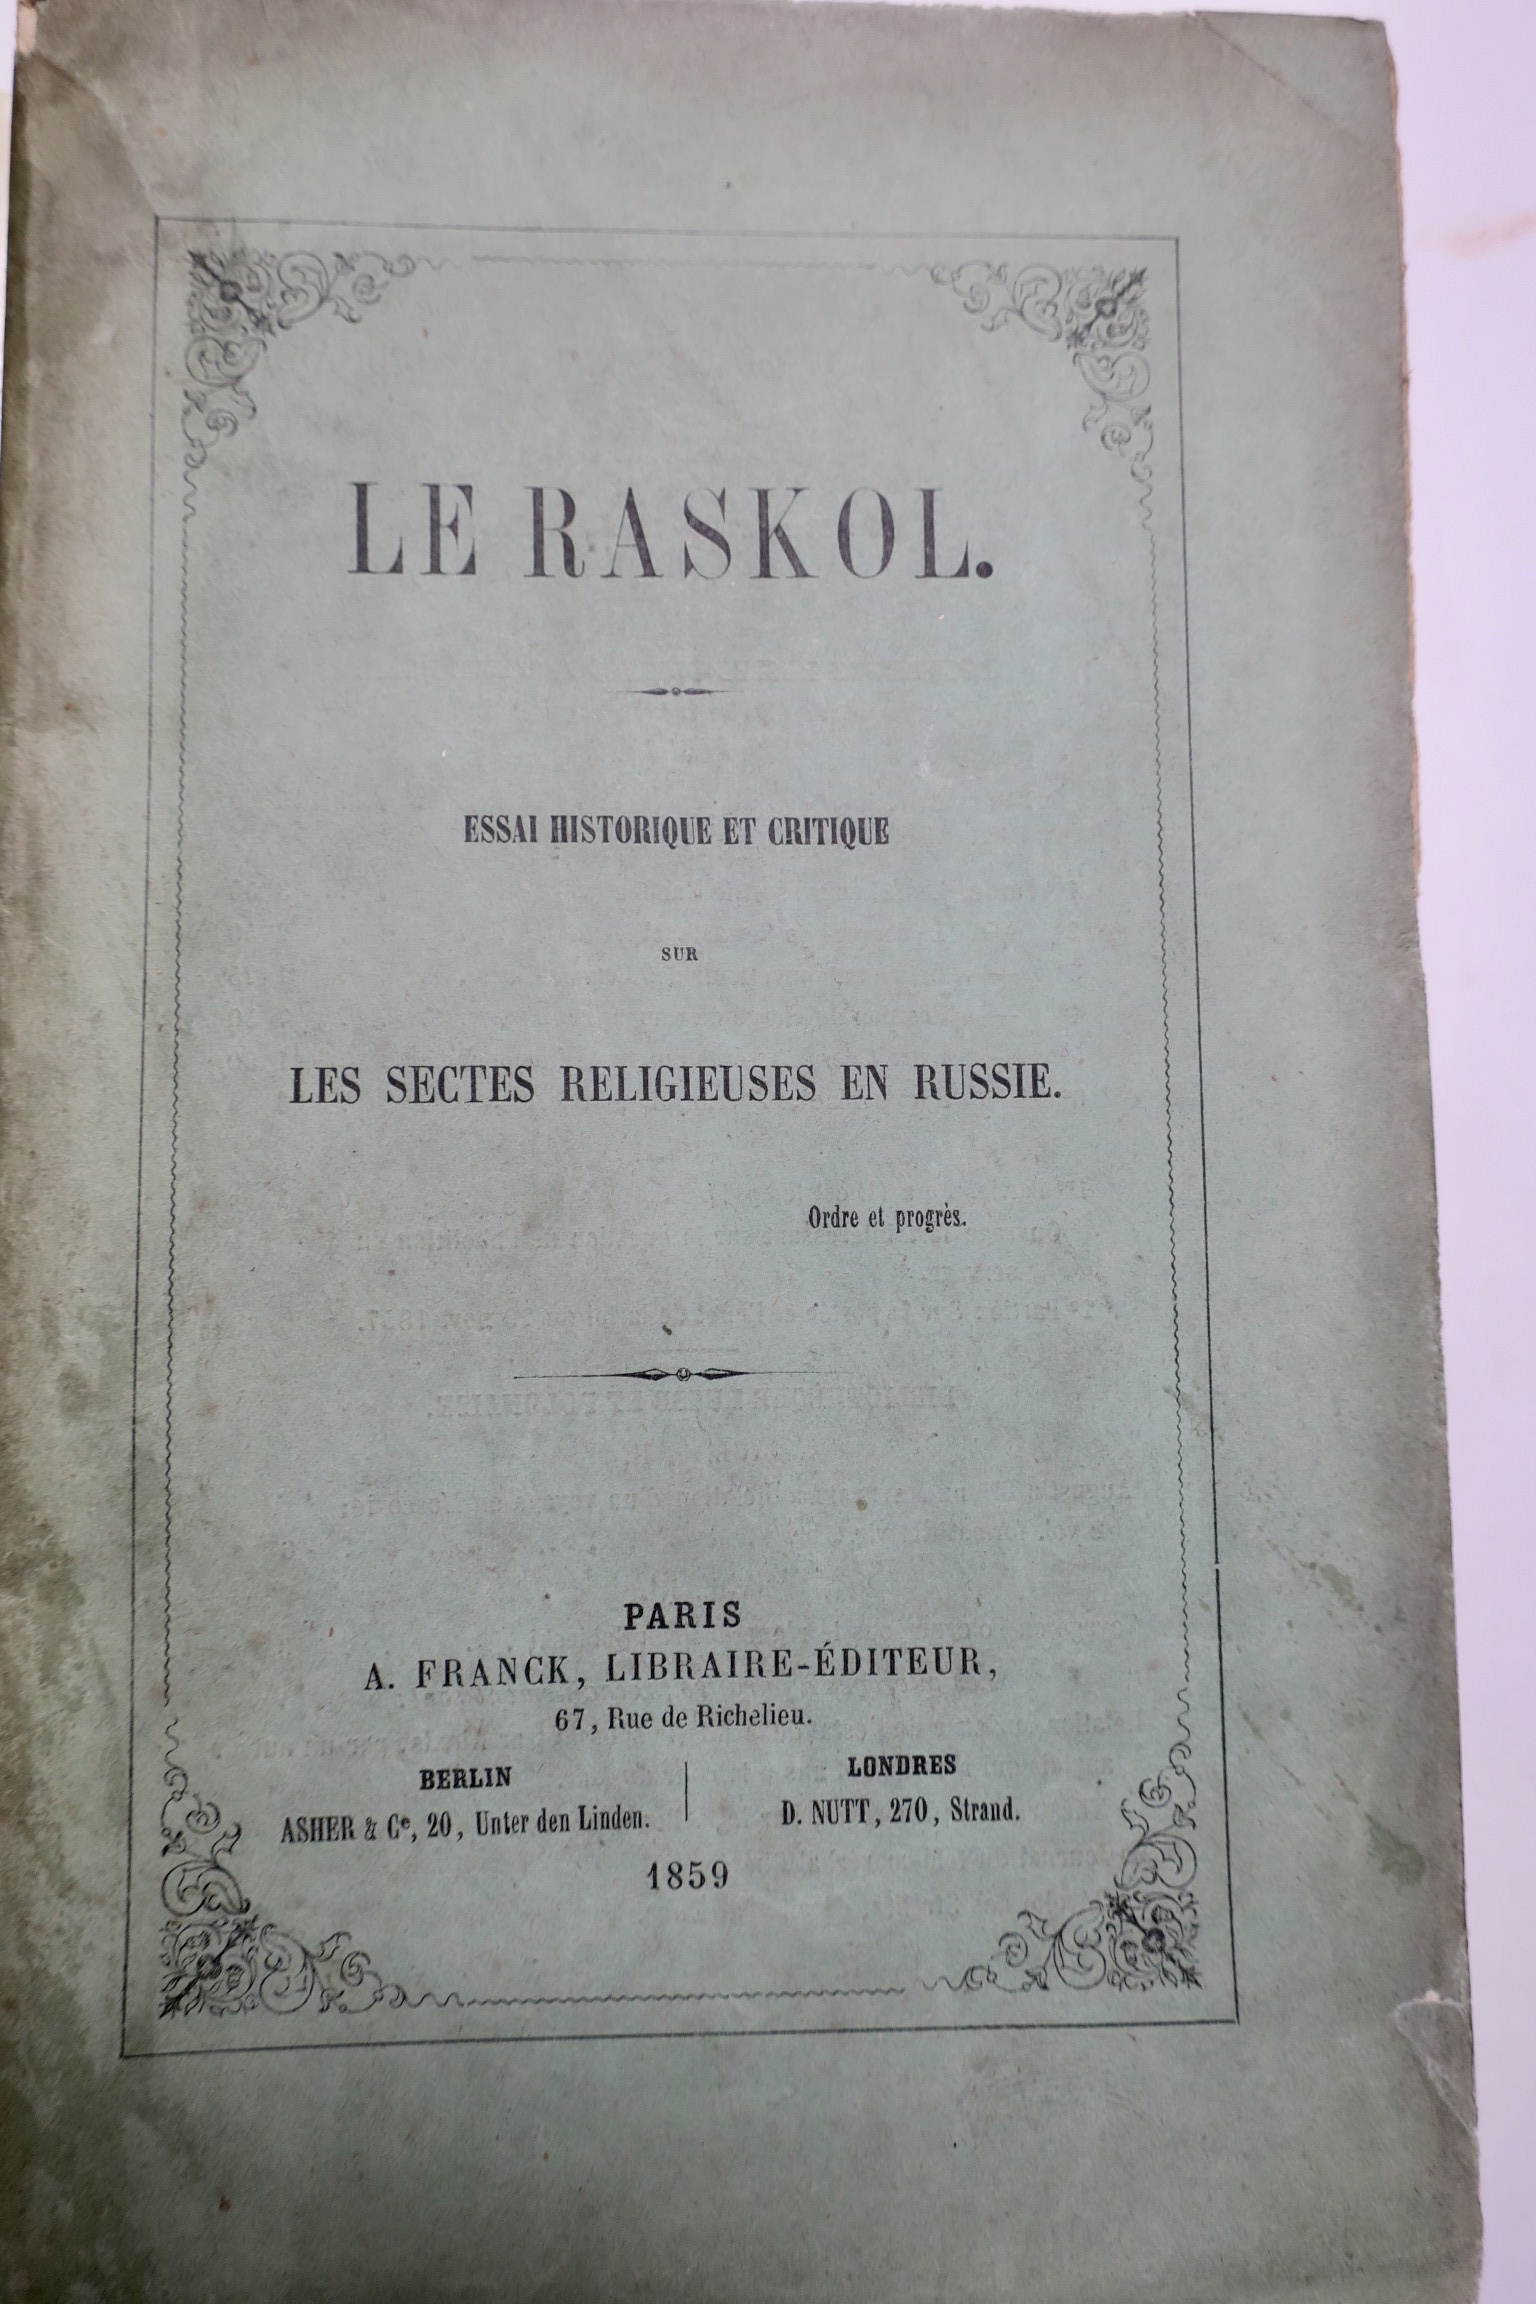 LE RASKOL.
ESSAI HISTORIQUE ET CRITIQUE
SUR
LES SECTES RELIGIEUSES EN RUSSIE.
Ordre et progrès.
PARIS
A. FRANCK, LIBRAIRE-ÉDITEUR,
67, Rue de Richelieu.
BERLIN
ASHER & Cᵉ, 20, Unter den Linden.
LONDRES
D. NUTT, 270, Strand.
1859